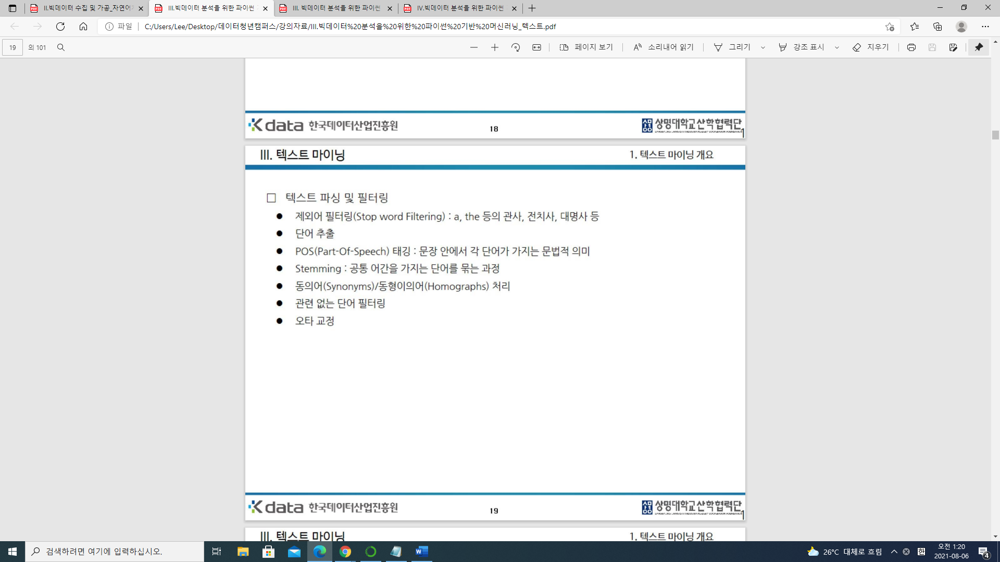 II.빅데이터 수집 및 가공_자연어
III.빅데이터 분석을 위한 파이썬
III. 빅데이터 분석을 위한 파이썬
IV.빅데이터 분석을 위한 파이썬
파일
C:/Users/Lee/Desktop/데이터청년캠퍼스/강의자료/III.빅데이터%20분석을%20위한%20파이썬%20기반%20머신러닝_텍스트.pdf
19 의 101
페이지 보기
소리내어 읽기
그리기
강조 표시
지우기
K data 한국데이터산업진흥원
18
상명대학교산학협력단
1
III. 텍스트 마이닝
1. 텍스트 마이닝 개요
□ 텍스트 파싱 및 필터링
● 제외어 필터링(Stop word Filtering) : a, the 등의 관사, 전치사, 대명사 등
● 단어 추출
● POS(Part-Of-Speech) 태깅 : 문장 안에서 각 단어가 가지는 문법적 의미
● Stemming : 공통 어간을 가지는 단어를 묶는 과정
● 동의어(Synonyms)/동형이의어(Homographs) 처리
● 관련 없는 단어 필터링
● 오타 교정
K data 한국데이터산업진흥원
19
상명대학교산학협력단
1
III. 텍스트 마이닝
1. 텍스트 마이닝 개요
검색하려면 여기에 입력하십시오.
26°C 대체로 흐림
한
오전 1:20
2021-08-06
4